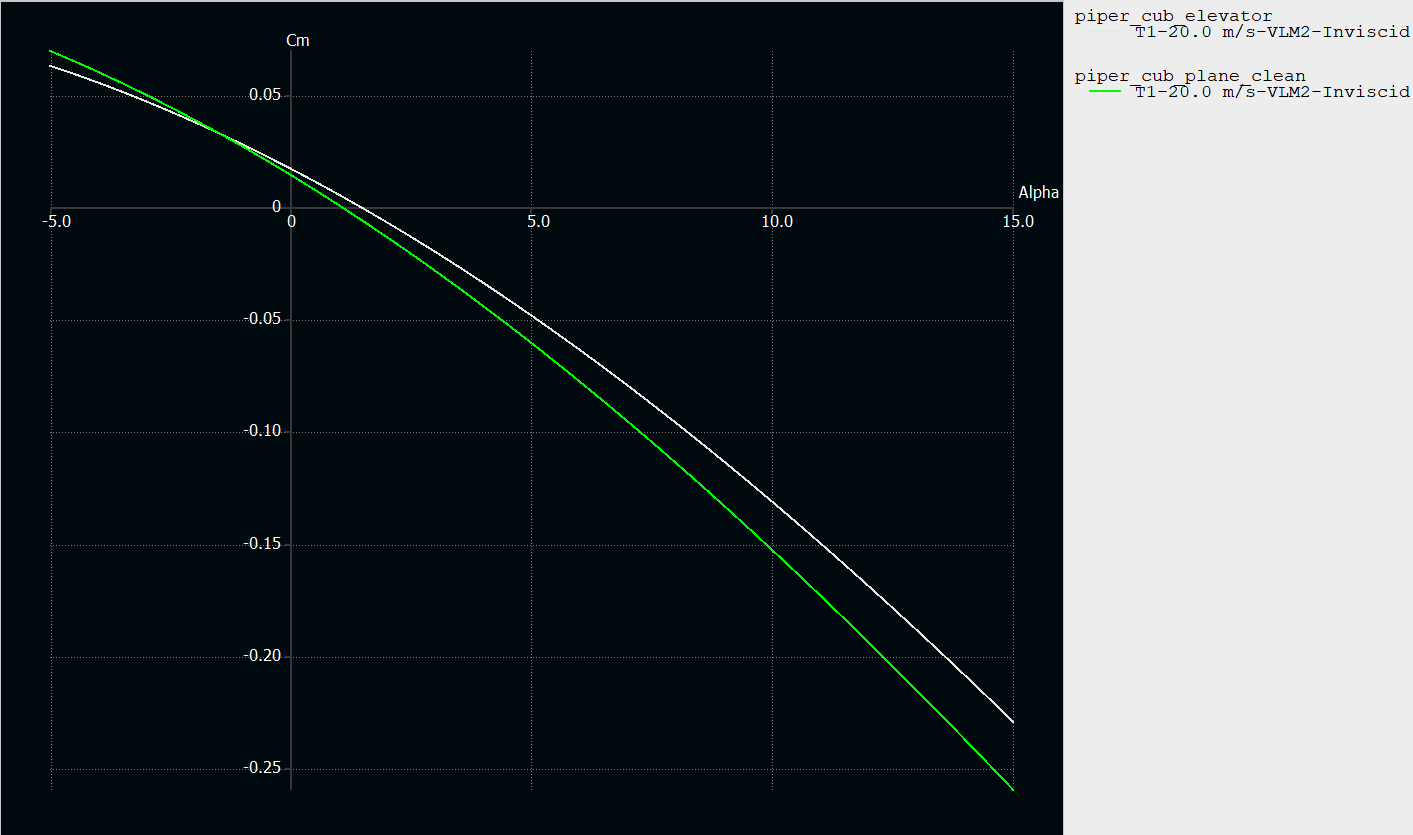 piper_cub_elevator
T1-20.0 m/s-VLM2-Inviscid
piper_cub_plane_clean
T1-20.0 m/s-VLM2-Inviscid
Cm
0.05
Alpha
0
-5.0 0 5.0 10.0 15.0
-0.05
-0.10
-0.15
-0.20
-0.25